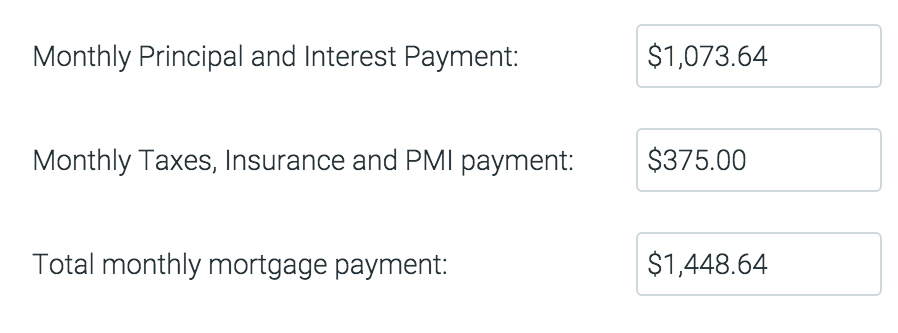 Monthly Principal and Interest Payment: $1,073.64
Monthly Taxes, Insurance and PMI payment: $375.00
Total monthly mortgage payment: $1,448.64